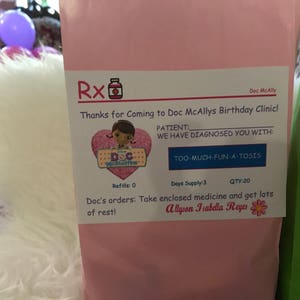 Rx
Doc McAlly
Thanks for Coming to Doc McAllys Birthday Clinic!
PATIENT:
WE HAVE DIAGNOSED YOU WITH:
DOC
TOO-MUCH-FUN-A-TOSIS
Refills: 0 Days Supply:3 QTY:20
Doc's orders: Take enclosed medicine and get lots
of rest! Allyson Isabella Reyes